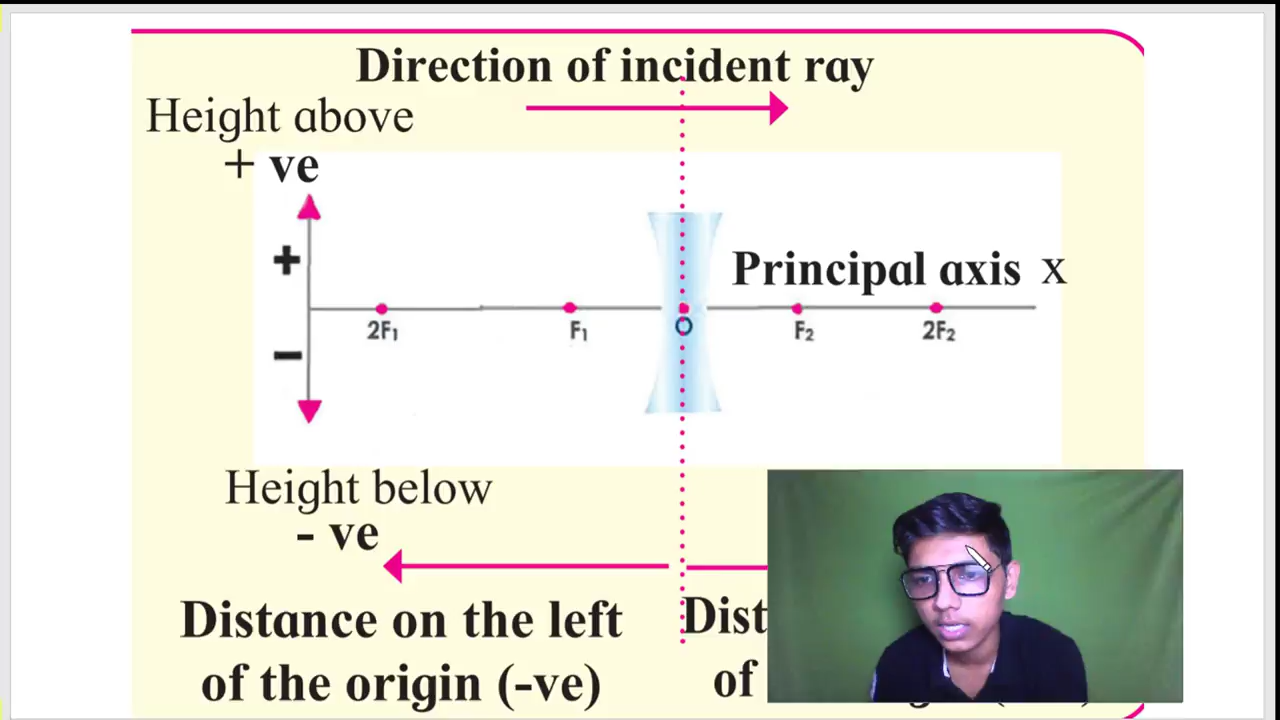 Direction of incident ray
Height above
+ ve
+
Principal axis X
2F1
F1
O
F2
2F2
−
Height below
- ve
Distance on the left
of the origin (-ve)
of